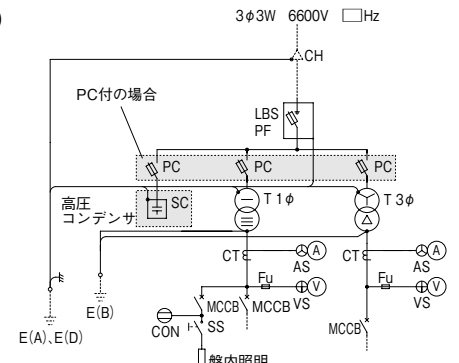 )
3φ3W 6600V □Hz
CH
PC付の場合
LBS
PF
PC
PC
PC
高圧
コンデンサ
SC
T 1φ
T 3φ
CT
A
AS
CT
A
AS
Fu
V
VS
Fu
V
VS
MCCB
MCCB
MCCB
CON
SS
E(B)
E(A)、E(D)
盤内照明